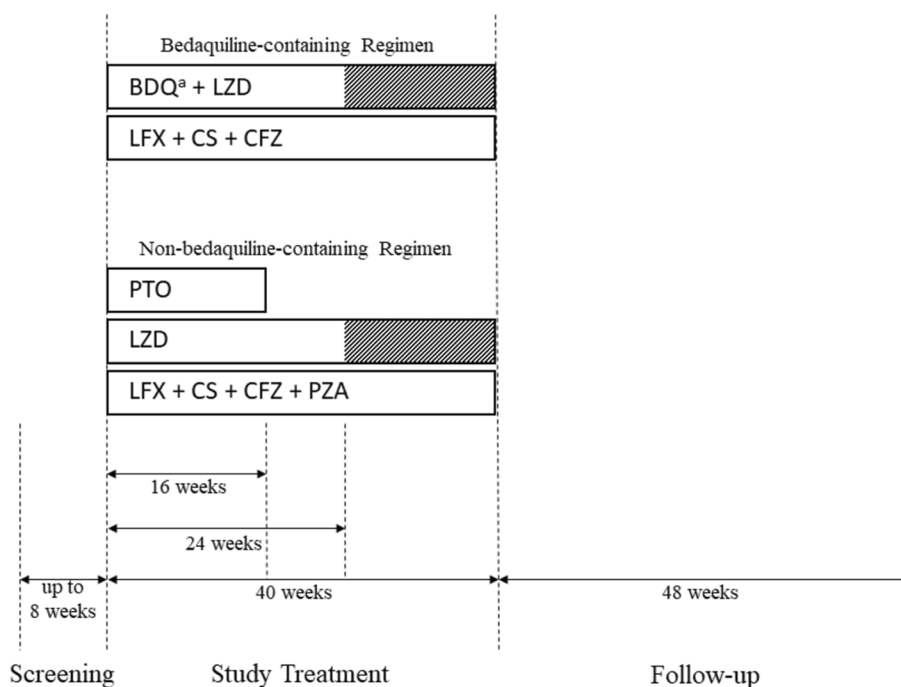 Bedaquiline-containing Regimen
BDQª + LZD
LFX + CS + CFZ
Non-bedaquiline-containing Regimen
PTO
LZD
LFX + CS + CFZ + PZA
16 weeks
24 weeks
up to
8 weeks
40 weeks
48 weeks
Screening
Study Treatment
Follow-up